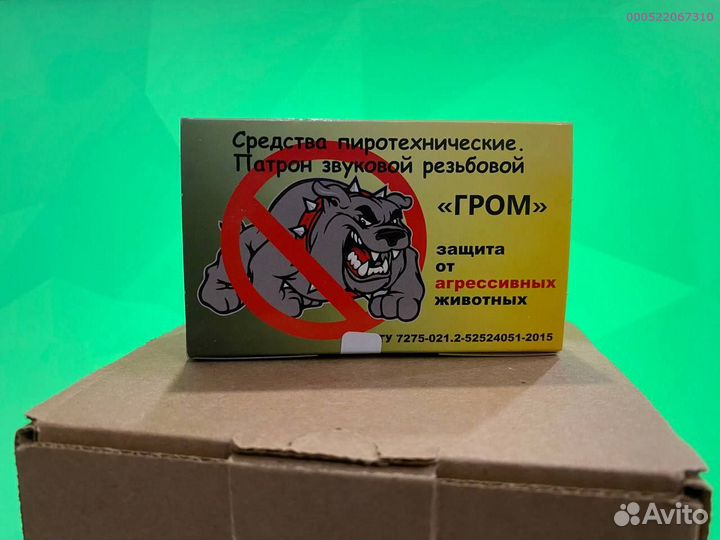 000522067310
Средства пиротехнические.
Патрон звуковой резьбовой
«ГРОМ»
защита
от
агрессивных
животных
ТУ 7275-021.2-52524051-2015
Avito